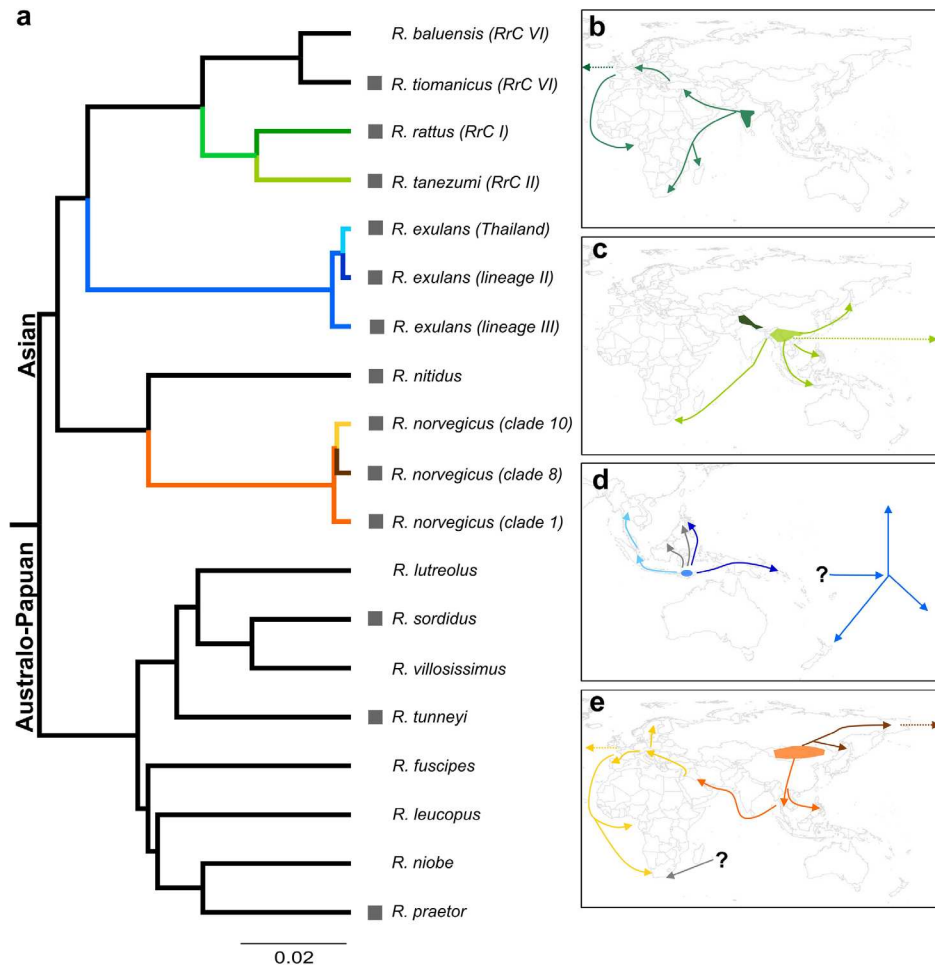 a
R. baluensis (RrC VI)
R. tiomanicus (RrC VI)
R. rattus (RrC I)
R. tanezumi (RrC II)
R. exulans (Thailand)
R. exulans (lineage II)
R. exulans (lineage III)
R. nitidus
R. norvegicus (clade 10)
R. norvegicus (clade 8)
R. norvegicus (clade 1)
R. lutreolus
R. sordidus
R. villosissimus
R. tunneyi
R. fuscipes
R. leucopus
R. niobe
R. praetor
Asian
Australo-Papuan
0.02
b
c
d
?
e
?